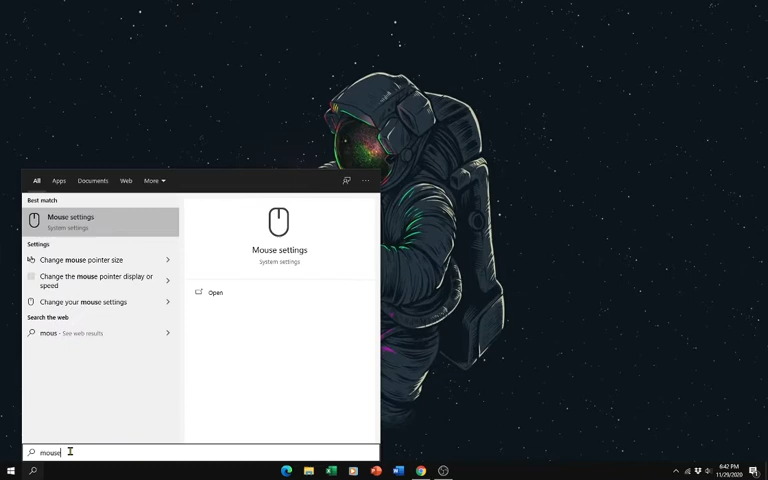 All Apps Documents Web More
Best match
Mouse settings
System settings
Settings
Change mouse pointer size
Change the mouse pointer display or
speed
Change your mouse settings
Search the web
mous - See web results
Mouse settings
System settings
Open
mouse
6:42 PM
11/29/2020